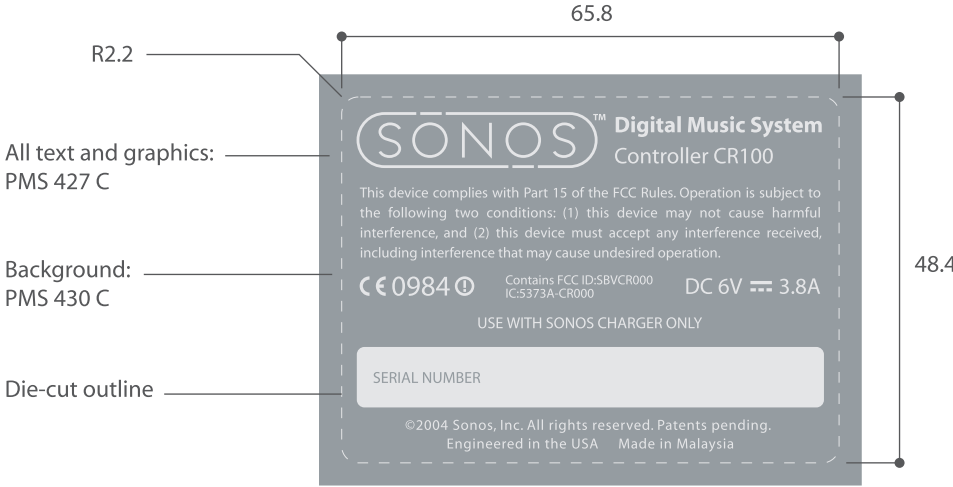 65.8
R2.2
SONOS™ Digital Music System
Controller CR100
All text and graphics:
PMS 427 C
This device complies with Part 15 of the FCC Rules. Operation is subject to
the following two conditions: (1) this device may not cause harmful
interference, and (2) this device must accept any interference received,
including interference that may cause undesired operation.
Background:
PMS 430 C
48.4
CE 0984
Contains FCC ID:SBVCR000
IC:5373A-CR000
DC 6V ⎓ 3.8A
USE WITH SONOS CHARGER ONLY
Die-cut outline
SERIAL NUMBER
©2004 Sonos, Inc. All rights reserved. Patents pending.
Engineered in the USA Made in Malaysia